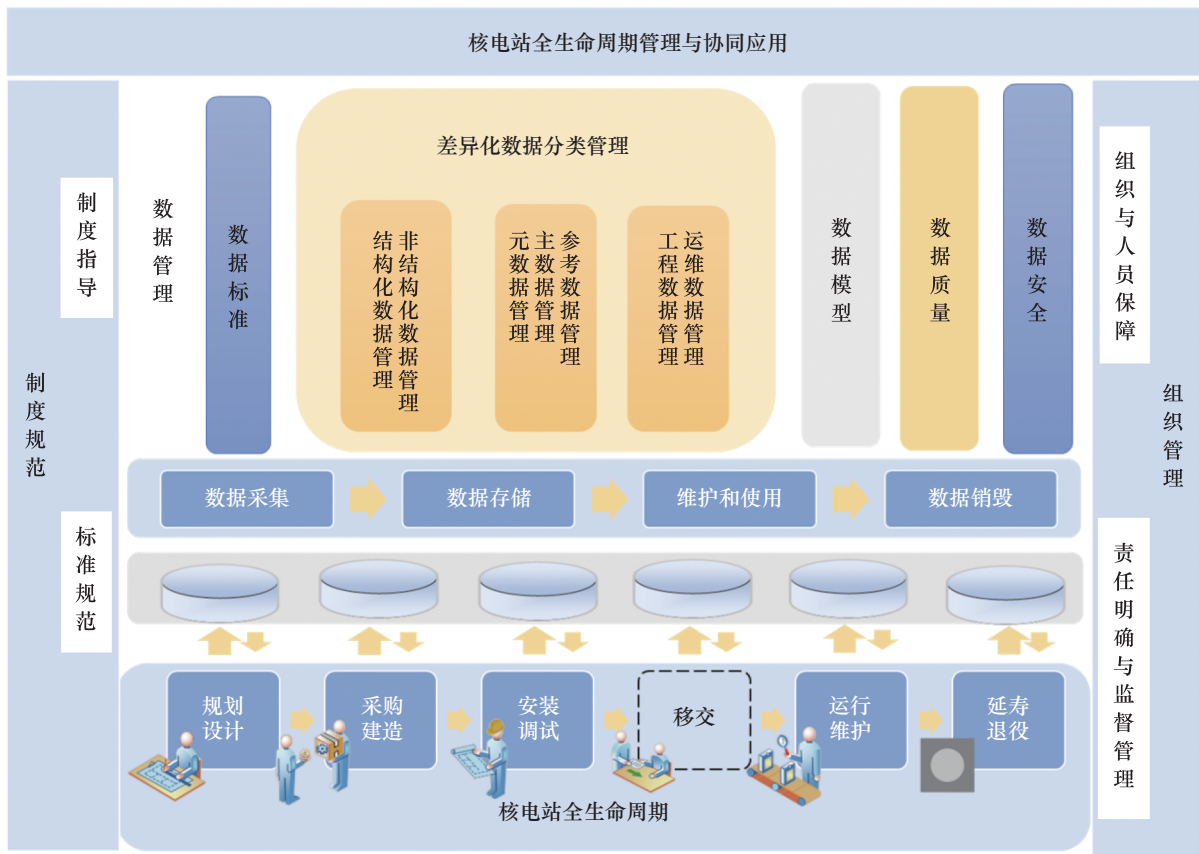 核电站全生命周期管理与协同应用
制度规范
制度指导
标准规范
数据管理
数据标准
差异化数据分类管理
结构化数据管理
非结构化数据管理
元数据管理
主数据管理
参考数据管理
工程数据管理
运维数据管理
数据模型
数据质量
数据安全
组织与人员保障
组织管理
责任明确与监督管理
数据采集
数据存储
维护和使用
数据销毁
规划
设计
采购
建造
安装
调试
移交
运行
维护
延寿
退役
核电站全生命周期